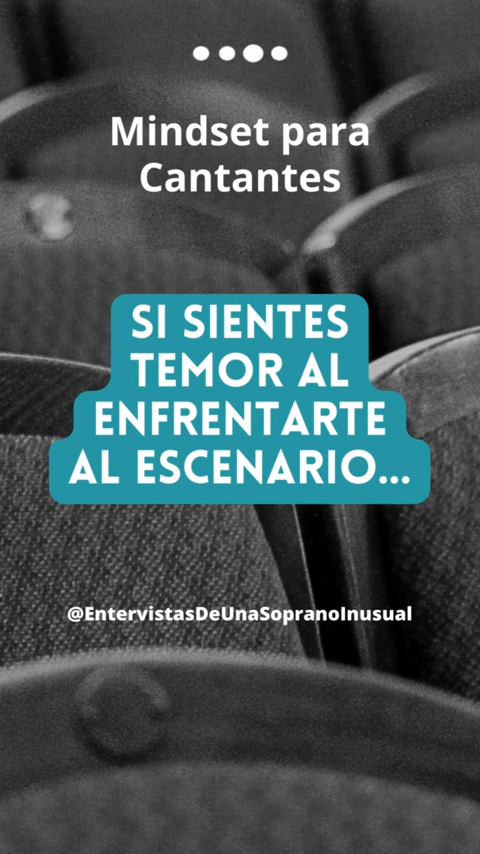 Mindset para
Cantantes
SI SIENTES
TEMOR AL
ENFRENTARTE
AL ESCENARIO...
@EntervistasDeUnaSopranoInusual